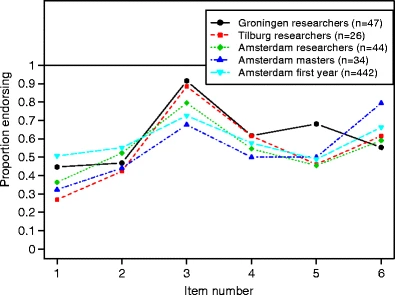 Groningen researchers (n=47)
Tilburg researchers (n=26)
Amsterdam researchers (n=44)
Amsterdam masters (n=34)
Amsterdam first year (n=442)
1
0.9
0.8
0.7
0.6
0.5
0.4
0.3
0.2
0.1
0
Proportion endorsing
1 2 3 4 5 6
Item number